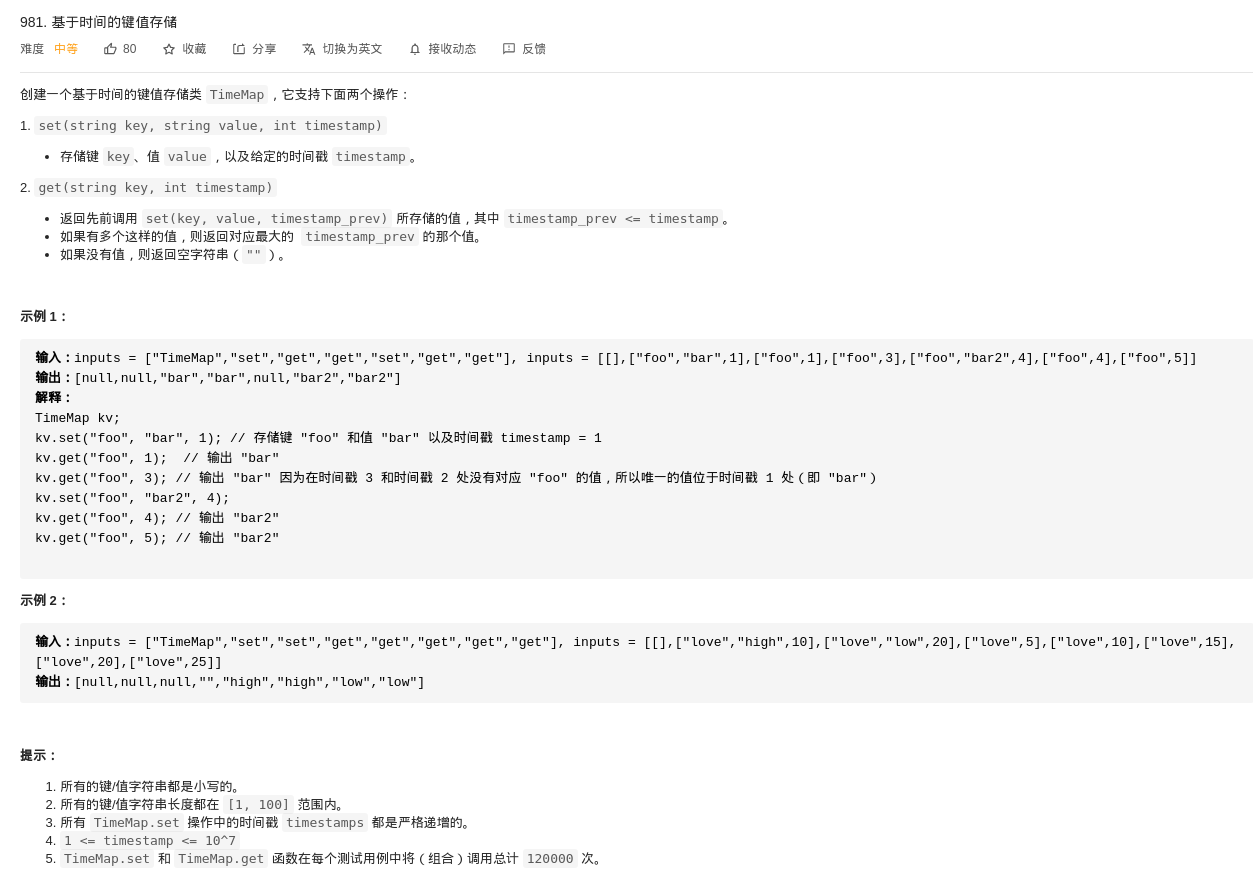 981. 基于时间的键值存储
难度 中等 80 收藏 分享 切换为英文 接收动态 反馈
创建一个基于时间的键值存储类 TimeMap，它支持下面两个操作：
1. set(string key, string value, int timestamp)
• 存储键 key、值 value，以及给定的时间戳 timestamp。
2. get(string key, int timestamp)
• 返回先前调用 set(key, value, timestamp_prev) 所存储的值，其中 timestamp_prev <= timestamp。
• 如果有多个这样的值，则返回对应最大的 timestamp_prev 的那个值。
• 如果没有值，则返回空字符串（""）。
示例 1：
输入：inputs = ["TimeMap","set","get","get","set","get","get"], inputs = [[],["foo","bar",1],["foo",1],["foo",3],["foo","bar2",4],["foo",4],["foo",5]]
输出：[null,null,"bar","bar",null,"bar2","bar2"]
解释：
TimeMap kv;
kv.set("foo", "bar", 1); // 存储键 "foo" 和值 "bar" 以及时间戳 timestamp = 1
kv.get("foo", 1);  // 输出 "bar"
kv.get("foo", 3); // 输出 "bar" 因为在时间戳 3 和时间戳 2 处没有对应 "foo" 的值，所以唯一的值位于时间戳 1 处（即 "bar"）
kv.set("foo", "bar2", 4);
kv.get("foo", 4); // 输出 "bar2"
kv.get("foo", 5); // 输出 "bar2"
示例 2：
输入：inputs = ["TimeMap","set","set","get","get","get","get","get"], inputs = [[],["love","high",10],["love","low",20],["love",5],["love",10],["love",15],
["love",20],["love",25]]
输出：[null,null,null,"","high","high","low","low"]
提示：
1. 所有的键/值字符串都是小写的。
2. 所有的键/值字符串长度都在 [1, 100] 范围内。
3. 所有 TimeMap.set 操作中的时间戳 timestamps 都是严格递增的。
4. 1 <= timestamp <= 10^7
5. TimeMap.set 和 TimeMap.get 函数在每个测试用例中将（组合）调用总计 120000 次。